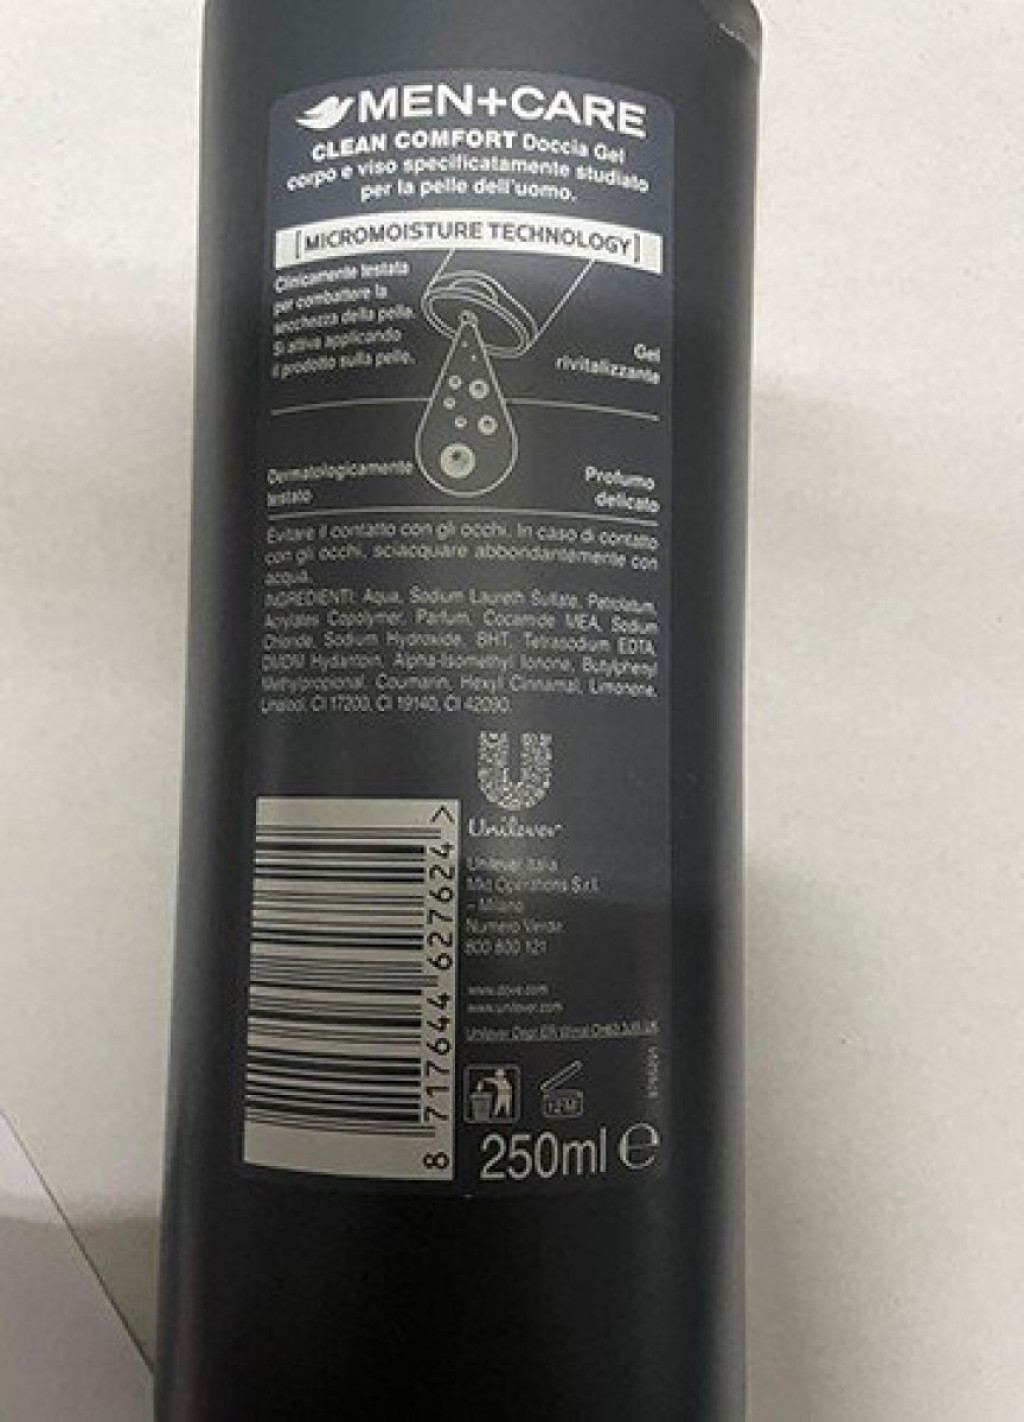 MEN+CARE
CLEAN COMFORT Doccia Gel
corpo e viso specificatamente studiato
per la pelle dell'uomo.
[MICROMOISTURE TECHNOLOGY]
Clinicamente testata
per combattere la
secchezza della pelle.
Si attiva applicando
il prodotto sulla pelle.
Gel
rivitalizzante
Dermatologicamente
testato
Profumo
delicato
Evitare il contatto con gli occhi. In caso di contatto
con gli occhi, sciacquare abbondantemente con
acqua.
INGREDIENTI: Aqua, Sodium Laureth Sulfate, Petrolatum,
Acrylates Copolymer, Parfum, Cocamide MEA, Sodium
Chloride, Sodium Hydroxide, BHT, Tetrasodium EDTA,
DMDM Hydantoin, Alpha-Isomethyl Ionone, Butylphenyl
Methylpropional, Coumarin, Hexyl Cinnamal, Limonene,
Linalool, CI 17200, CI 19140, CI 42090.
U
Unilever
Unilever Italia
Mkt Operations S.r.l.
- Milano
Numero Verde
800 800 121
www.dove.com
www.unilever.com
Unilever
12M
250ml e
8 717644 627624 >